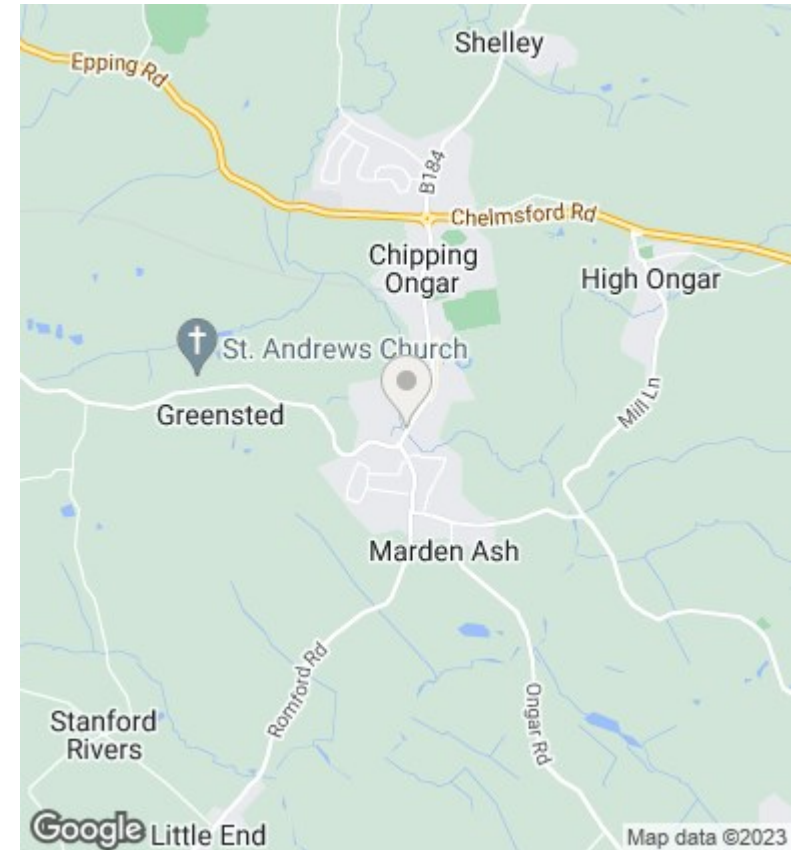 Shelley
Epping Rd
B184
Chelmsford Rd
Chipping
Ongar
High Ongar
St. Andrews Church
Greensted
Mill Ln
Marden Ash
Romford Rd
Ongar Rd
Stanford
Rivers
Google
Little End
Map data ©2023